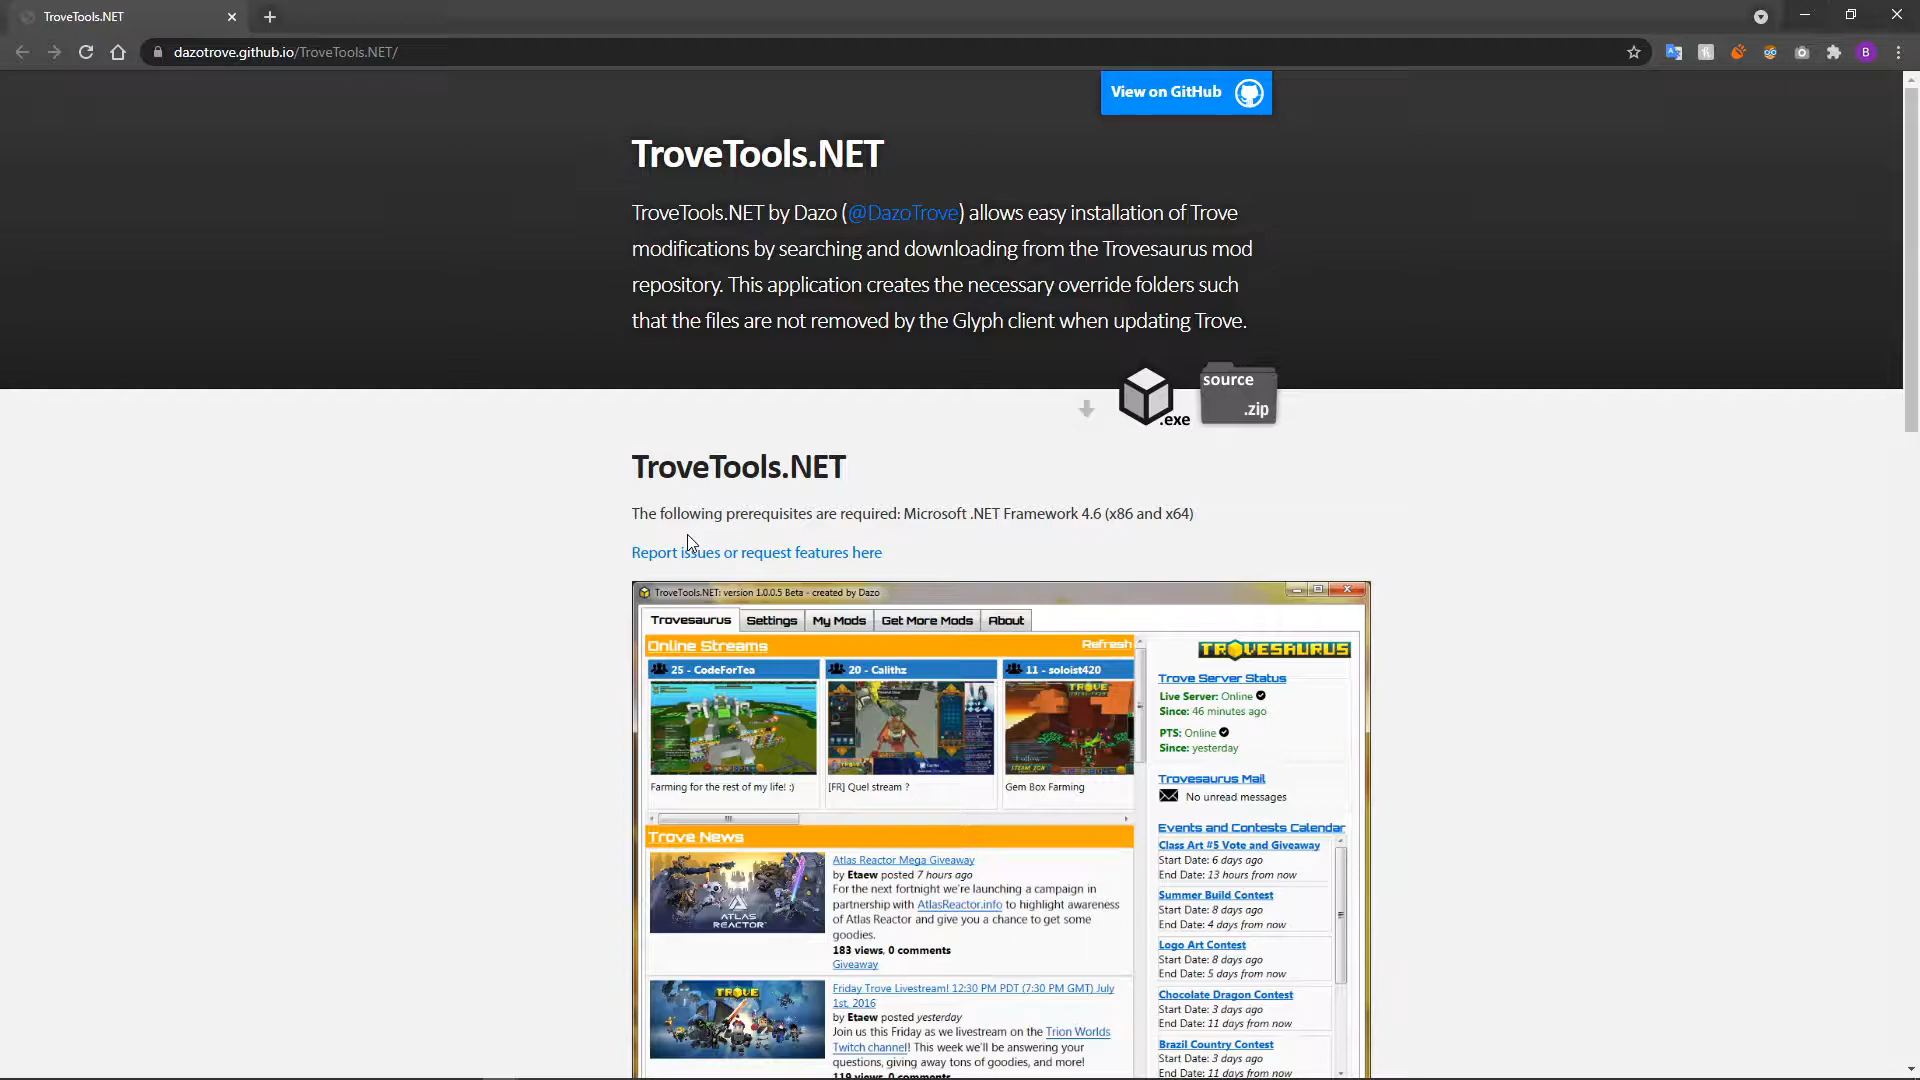 TroveTools.NET
dazotrove.github.io/TroveTools.NET/
B
View on GitHub
TroveTools.NET
TroveTools.NET by Dazo (@DazoTrove) allows easy installation of Trove
modifications by searching and downloading from the Trovesaurus mod
repository. This application creates the necessary override folders such
that the files are not removed by the Glyph client when updating Trove.
.exe
source
.zip
TroveTools.NET
The following prerequisites are required: Microsoft .NET Framework 4.6 (x86 and x64)
Report issues or request features here
TroveTools.NET: version 1.0.0.5 Beta - created by Dazo
Trovesaurus Settings My Mods Get More Mods About
Online Streams Refresh
25 - CodeForTea
20 - Calithz
11 - soloist420
Farming for the rest of my life! :)
[FR] Quel stream ?
Gem Box Farming
Trove News
ATLAS
REACTOR
Atlas Reactor Mega Giveaway
by Etaew posted 7 hours ago
For the next fortnight we're launching a campaign in
partnership with AtlasReactor.info to highlight awareness
of Atlas Reactor and give you a chance to get some
goodies.
183 views, 0 comments
Giveaway
TROVE
Friday Trove Livestream! 12:30 PM PDT (7:30 PM GMT) July
1st, 2016
by Etaew posted yesterday
Join us this Friday as we livestream on the Trion Worlds
Twitch channel! This week we'll be answering your
questions, giving away tons of goodies, and more!
119 views, 0 comments
TROVESAURUS
Trove Server Status
Live Server: Online
Since: 46 minutes ago
PTS: Online
Since: yesterday
Trovesaurus Mail
No unread messages
Events and Contests Calendar
Class Art #5 Vote and Giveaway
Start Date: 6 days ago
End Date: 13 hours from now
Summer Build Contest
Start Date: 8 days ago
End Date: 4 days from now
Logo Art Contest
Start Date: 8 days ago
End Date: 5 days from now
Chocolate Dragon Contest
Start Date: 3 days ago
End Date: 11 days from now
Brazil Country Contest
Start Date: 3 days ago
End Date: 11 days from now